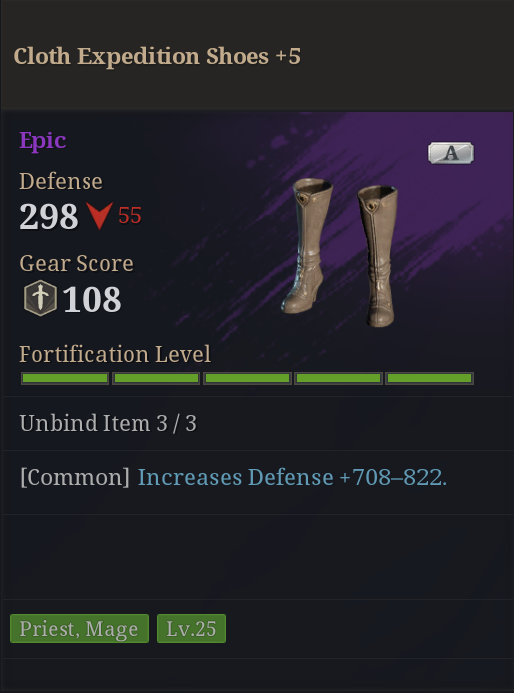 Cloth Expedition Shoes +5
Epic
A
Defense
298 55
Gear Score
108
Fortification Level
Unbind Item 3 / 3
[Common] Increases Defense +708–822.
Priest, Mage Lv.25